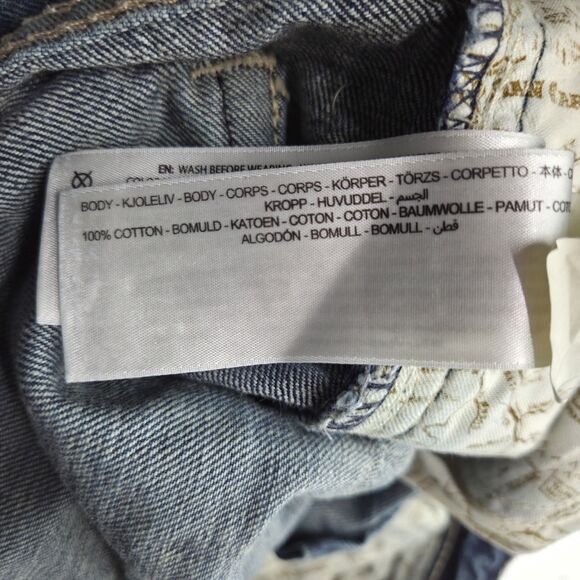 EN: WASH BEFORE WEARING
BODY - KJOLELIV - BODY - CORPS - CORPS - KÖRPER - TÖRZS - CORPETTO - 本体 -
KROPP - HUVUDDEL - الجسم
100% COTTON - BOMULD - KATOEN - COTON - COTON - BAUMWOLLE - PAMUT -
ALGODÓN - BOMULL - BOMULL - قطن